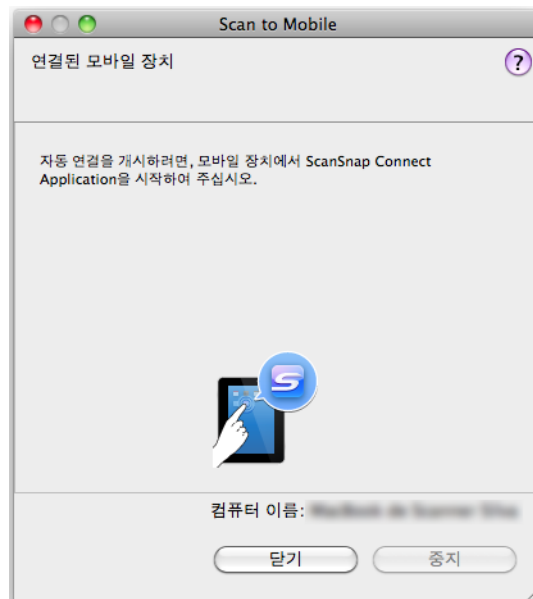 Scan to Mobile
연결된 모바일 장치
?
자동 연결을 개시하려면, 모바일 장치에서 ScanSnap Connect
Application을 시작하여 주십시오.
컴퓨터 이름:
닫기
중지